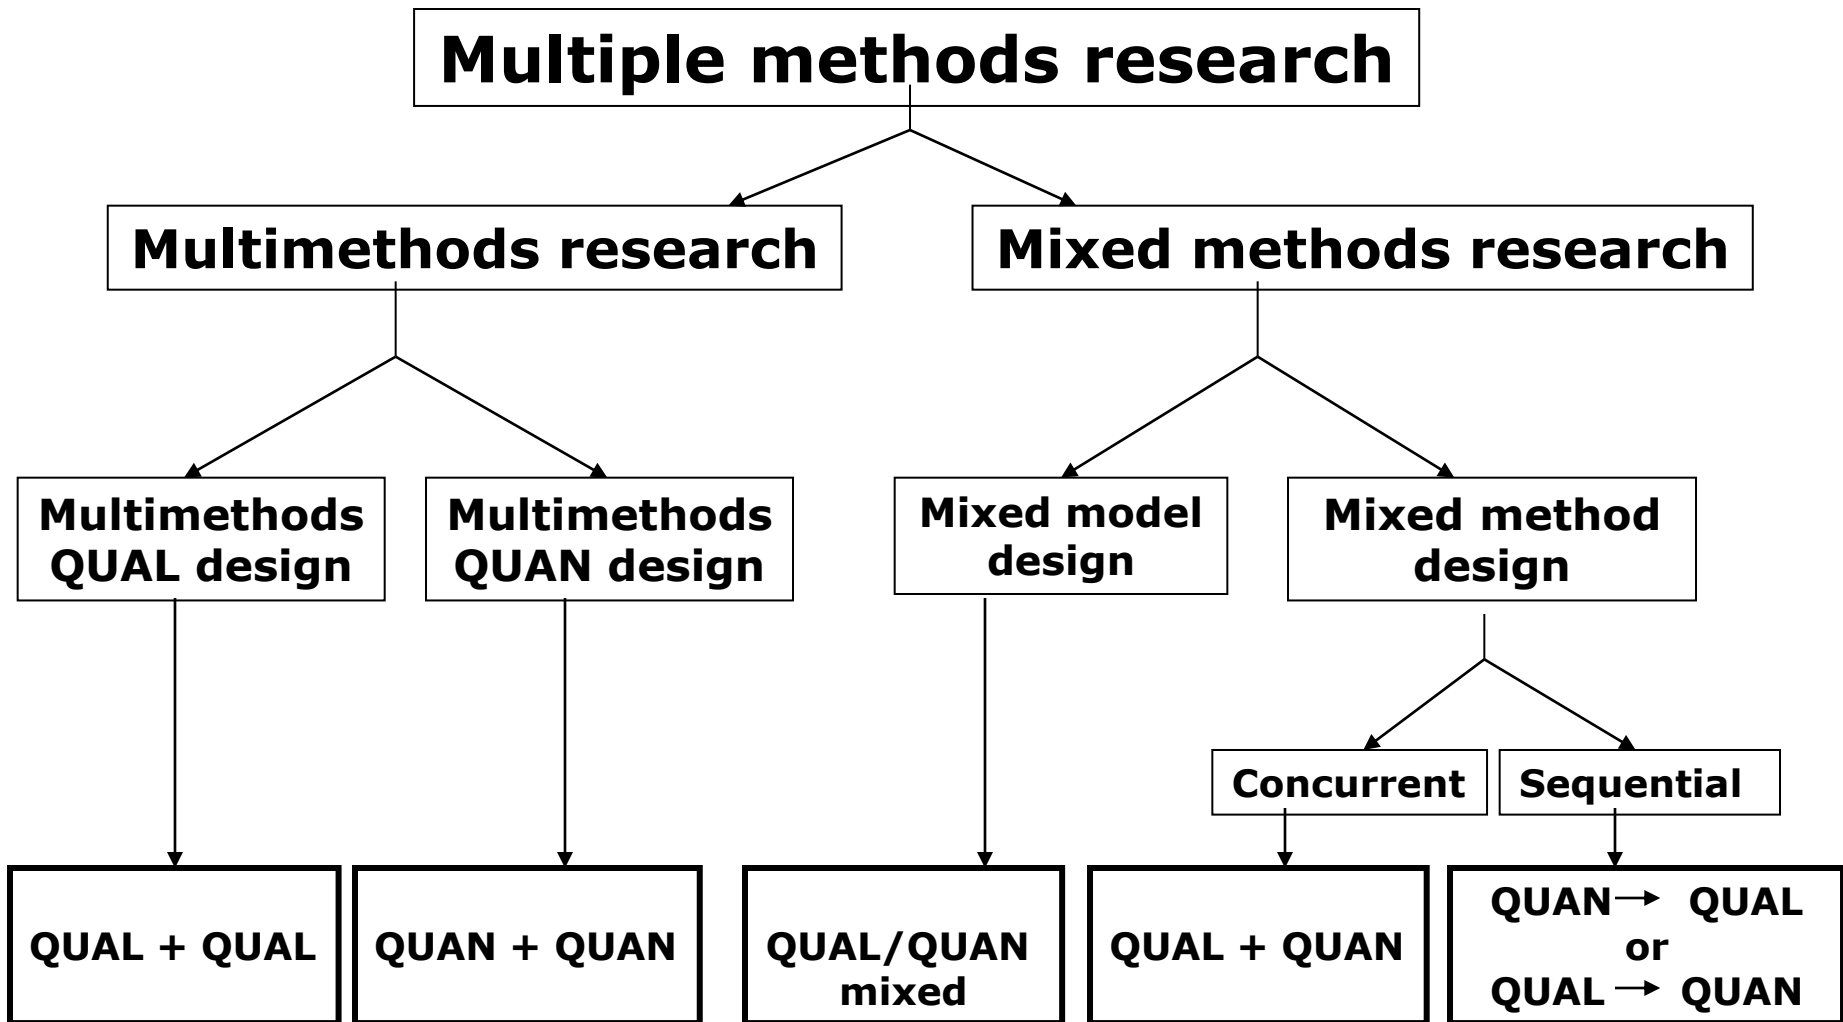 Multiple methods research
Multimethods research
Mixed methods research
Multimethods
QUAL design
Multimethods
QUAN design
Mixed model
design
Mixed method
design
Concurrent
Sequential
QUAL + QUAL
QUAN + QUAN
QUAL/QUAN
mixed
QUAL + QUAN
QUAN → QUAL
or
QUAL → QUAN